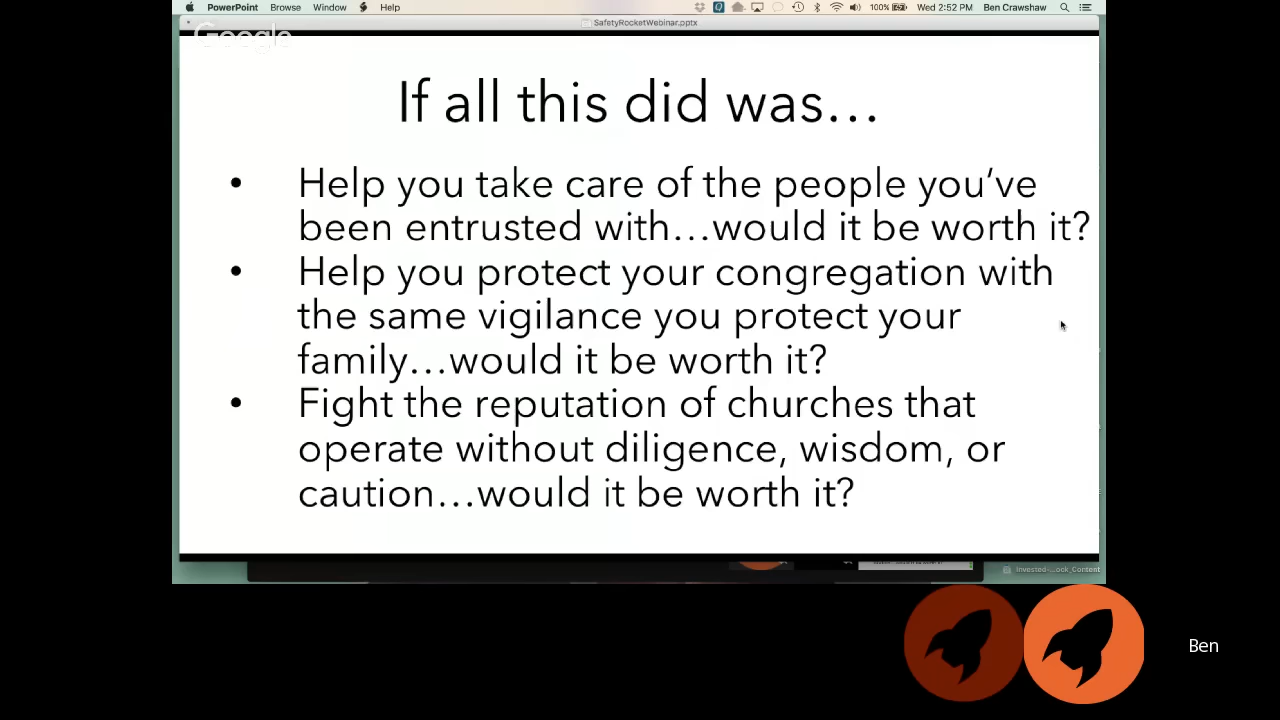 PowerPoint Browse Window Help 100% Wed 2:52 PM Ben Crawshaw
SafetyRocketWebinar.pptx
Google
If all this did was…
• Help you take care of the people you’ve
been entrusted with…would it be worth it?
• Help you protect your congregation with
the same vigilance you protect your
family…would it be worth it?
• Fight the reputation of churches that
operate without diligence, wisdom, or
caution…would it be worth it?
Ben